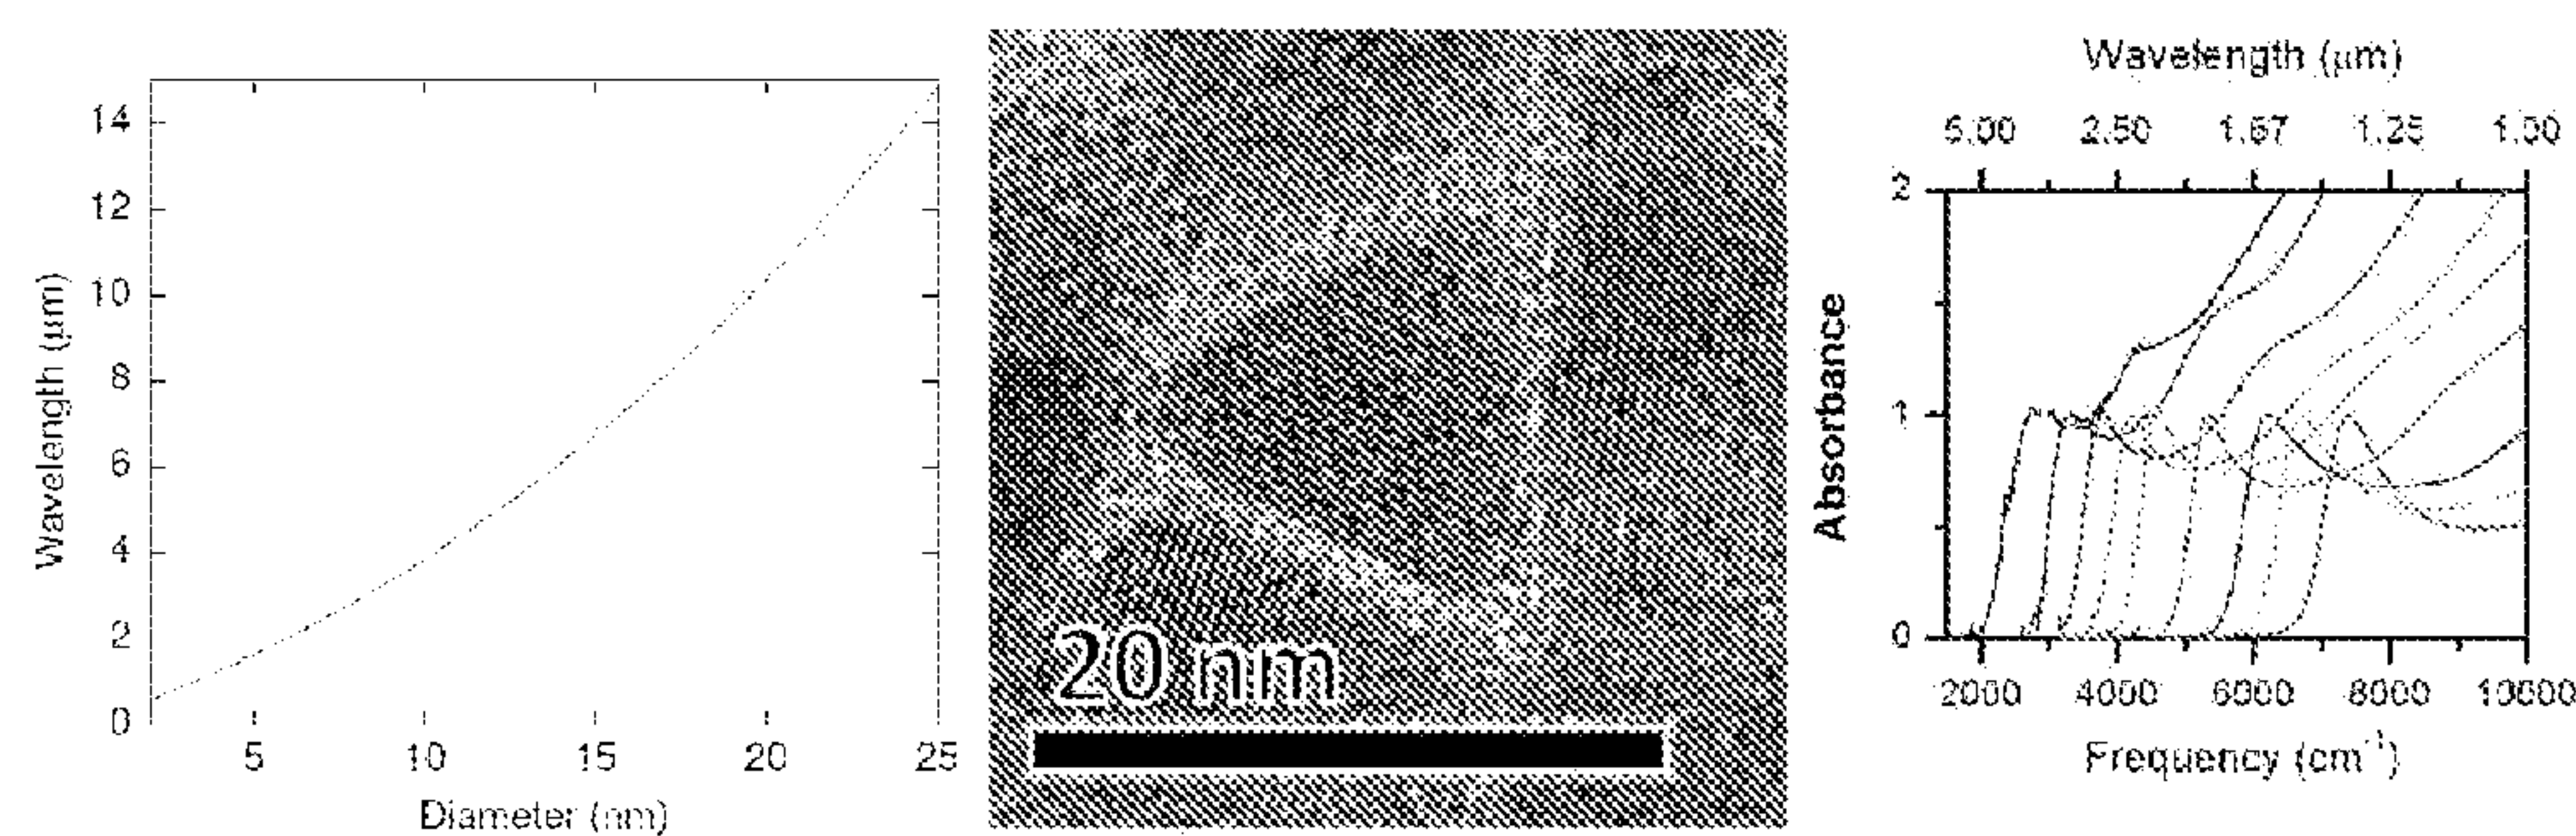 14
12
10
8
6
4
2
0
Wavelength (μm)
5 10 15 20 25
Diameter (nm)
20 nm
Wavelength (μm)
5.00 2.50 1.67 1.25 1.00
2
1
0
Absorbance
2000 4000 6000 8000 10000
Frequency (cm⁻¹)